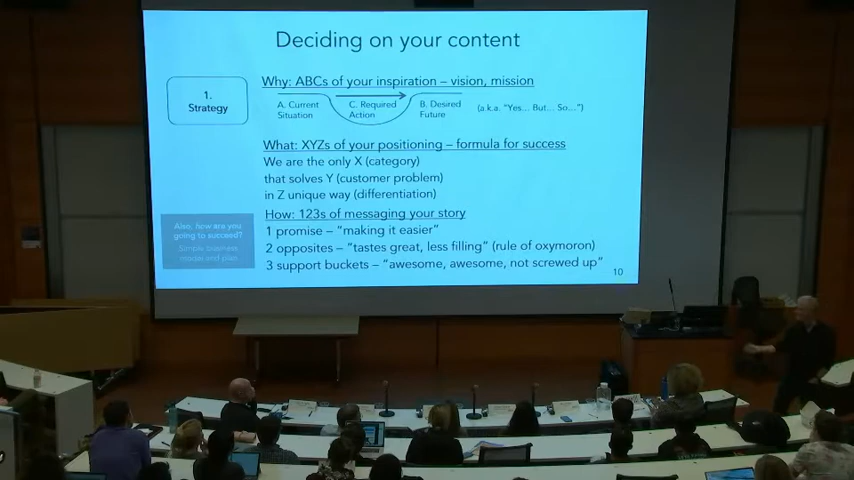 Deciding on your content
1.
Strategy
Why: ABCs of your inspiration – vision, mission
A. Current
Situation
C. Required
Action
B. Desired
Future
(a.k.a. "Yes... But... So...")
What: XYZs of your positioning – formula for success
We are the only X (category)
that solves Y (customer problem)
in Z unique way (differentiation)
How: 123s of messaging your story
1 promise – "making it easier"
2 opposites – "tastes great, less filling" (rule of oxymoron)
3 support buckets – "awesome, awesome, not screwed up"
Also, how are you
going to succeed?
Simple business
model and plan
10